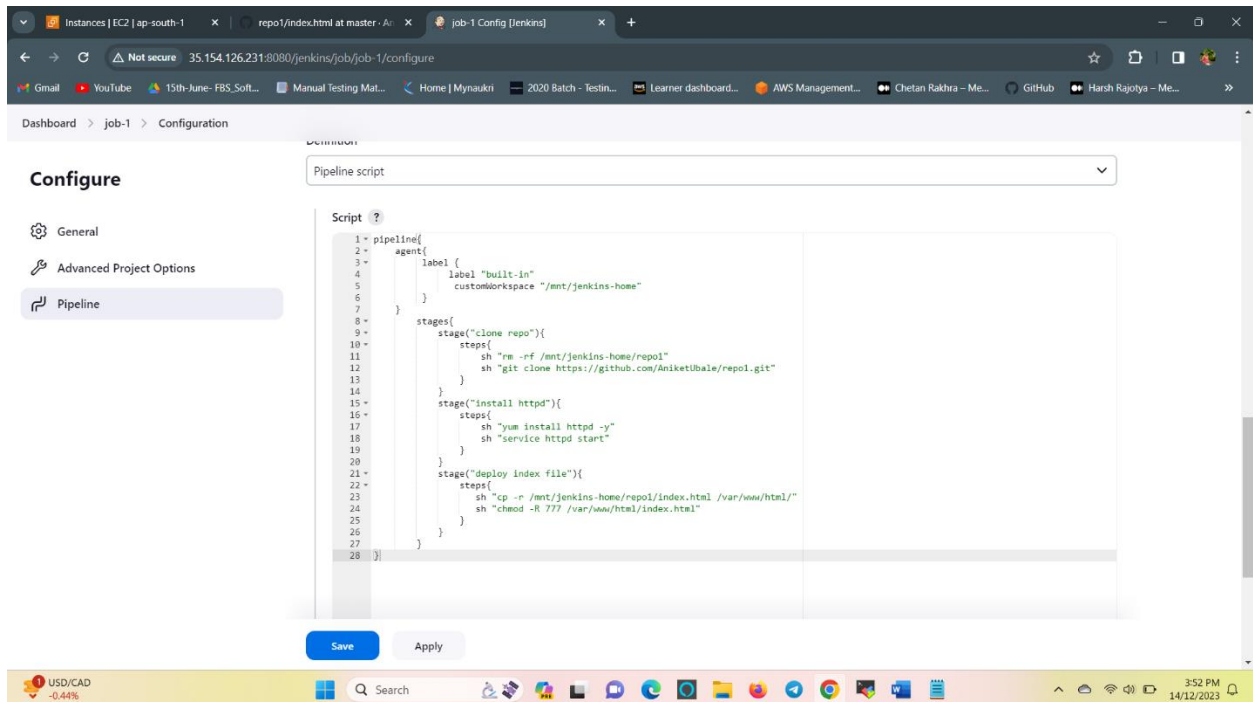 Instances | EC2 | ap-south-1
repo1/index.html at master · An
job-1 Config [Jenkins]
Not secure 35.154.126.231:8080/jenkins/job/job-1/configure
Gmail YouTube 15th-June- FBS_Soft... Manual Testing Mat... Home | Mynaukri 2020 Batch - Testin... Learner dashboard... AWS Management... Chetan Rakhra – Me... GitHub Harsh Rajotya – Me... »
Dashboard > job-1 > Configuration
Configure
General
Advanced Project Options
Pipeline
Definition
Pipeline script
Script ?
1 pipeline{
2 agent{
3 label {
4 label "built-in"
5 customWorkspace "/mnt/jenkins-home"
6 }
7 }
8 stages{
9 stage("clone repo"){
10 steps{
11 sh "rm -rf /mnt/jenkins-home/repo1"
12 sh "git clone https://github.com/AniketUbale/repo1.git"
13 }
14 }
15 stage("install httpd"){
16 steps{
17 sh "yum install httpd -y"
18 sh "service httpd start"
19 }
20 }
21 stage("deploy index file"){
22 steps{
23 sh "cp -r /mnt/jenkins-home/repo1/index.html /var/www/html/"
24 sh "chmod -R 777 /var/www/html/index.html"
25 }
26 }
27 }
28 }
Save Apply
1
USD/CAD
-0.44%
Search
3:52 PM
14/12/2023